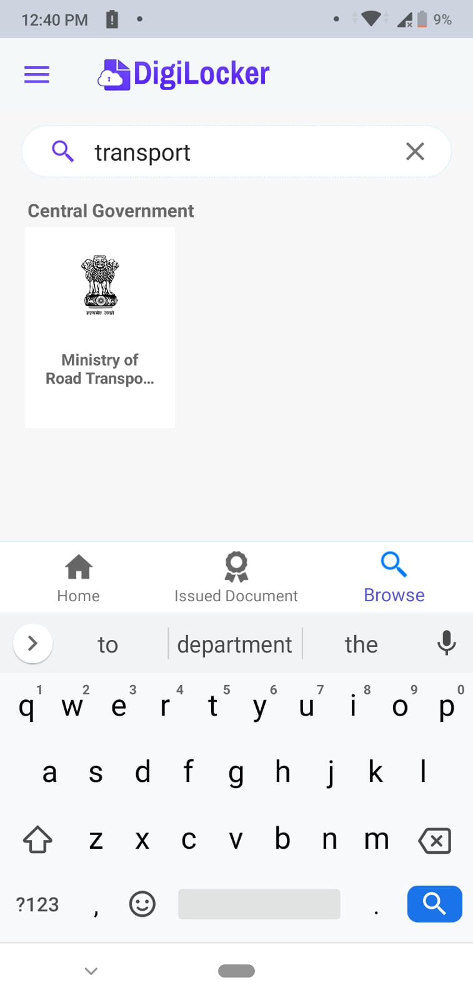 12:40 PM
9%
DigiLocker
transport
Central Government
सत्यमेव जयते
Ministry of
Road Transpo...
Home
Issued Document
Browse
to department the
1 2 3 4 5 6 7 8 9 0
q w e r t y u i o p
a s d f g h j k l
z x c v b n m
?123 , .